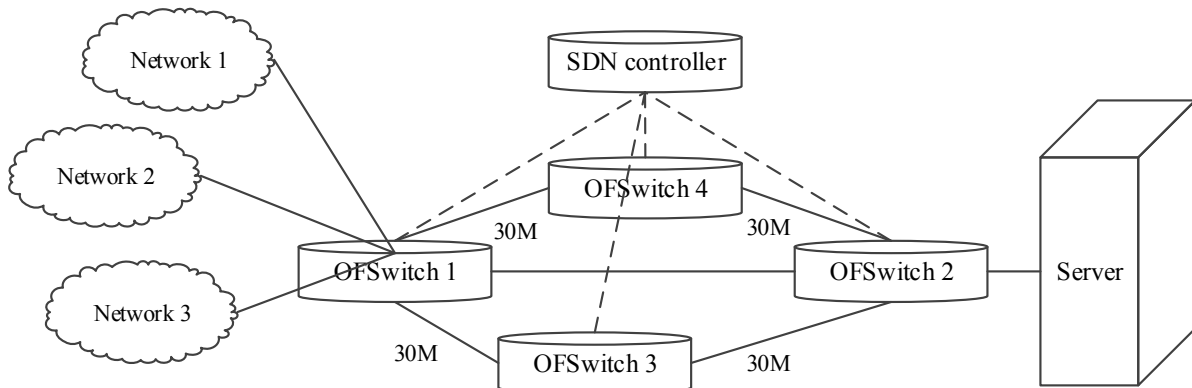 Network 1
SDN controller
Network 2
OFSwitch 4
30M
30M
OFSwitch 1
OFSwitch 2
Server
Network 3
30M
OFSwitch 3
30M